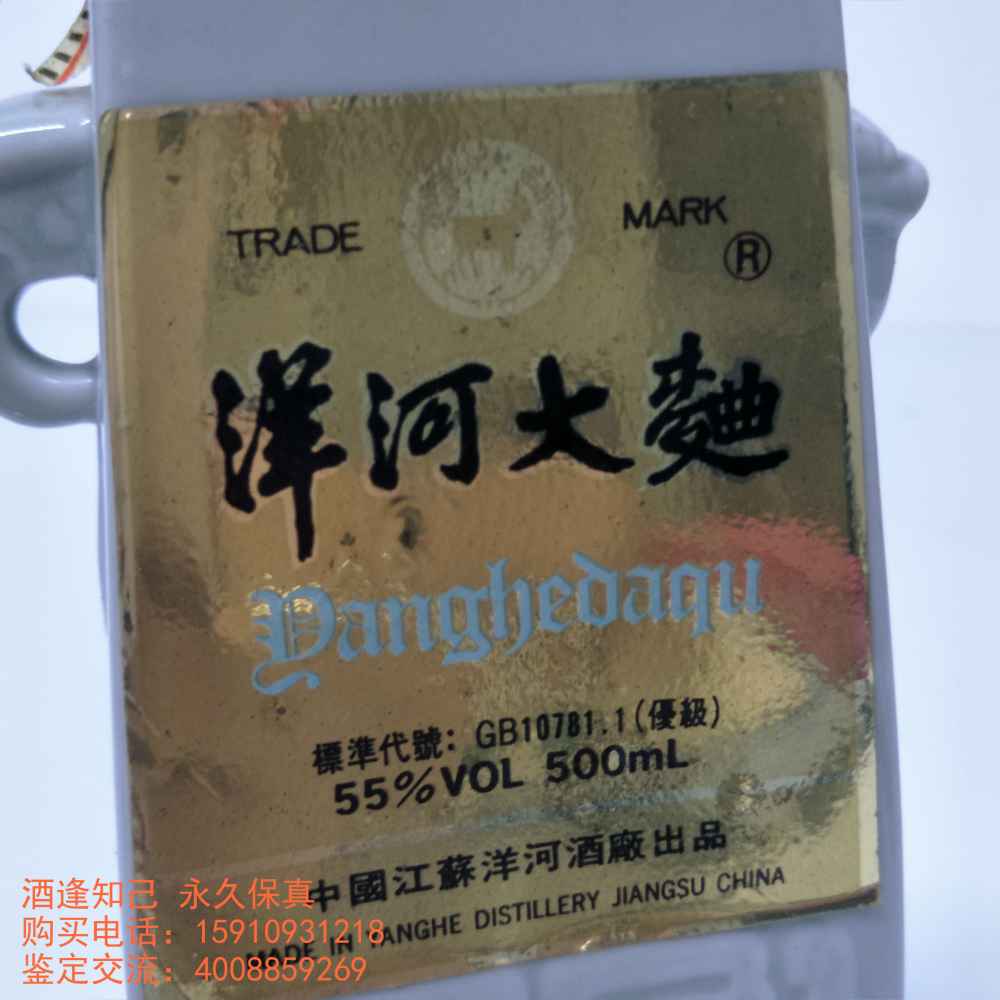 TRADE MARK ®
洋河大麯
Yanghedaqu
標準代號: GB10781.1(優級)
55%VOL 500mL
中國江蘇洋河酒廠出品
MADE IN YANGHE DISTILLERY JIANGSU CHINA
酒逢知己 永久保真
购买电话：15910931218
鉴定交流：4008859269